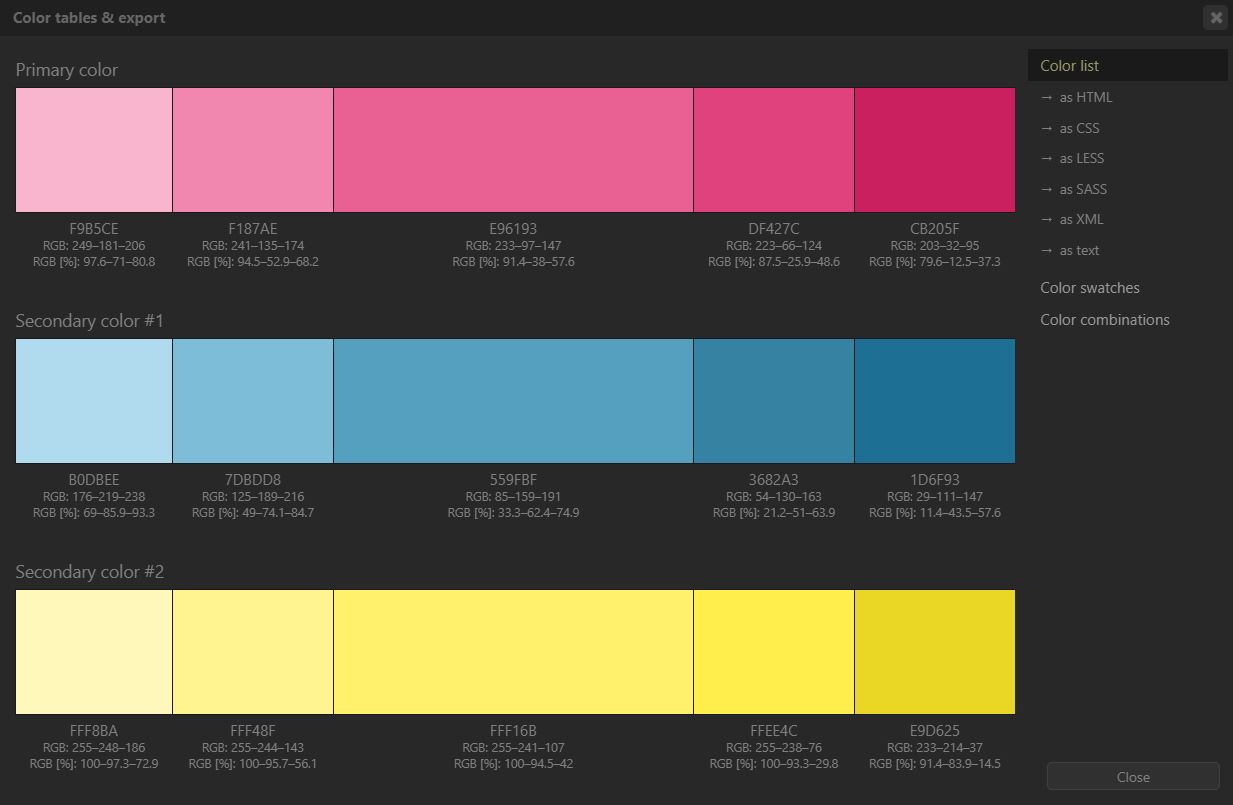 Color tables & export
Primary color
F9B5CE
RGB: 249–181–206
RGB [%]: 97.6–71–80.8
F187AE
RGB: 241–135–174
RGB [%]: 94.5–52.9–68.2
E96193
RGB: 233–97–147
RGB [%]: 91.4–38–57.6
DF427C
RGB: 223–66–124
RGB [%]: 87.5–25.9–48.6
CB205F
RGB: 203–32–95
RGB [%]: 79.6–12.5–37.3
Secondary color #1
B0DBEE
RGB: 176–219–238
RGB [%]: 69–85.9–93.3
7DBDD8
RGB: 125–189–216
RGB [%]: 49–74.1–84.7
559FBF
RGB: 85–159–191
RGB [%]: 33.3–62.4–74.9
3682A3
RGB: 54–130–163
RGB [%]: 21.2–51–63.9
1D6F93
RGB: 29–111–147
RGB [%]: 11.4–43.5–57.6
Secondary color #2
FFF8BA
RGB: 255–248–186
RGB [%]: 100–97.3–72.9
FFF48F
RGB: 255–244–143
RGB [%]: 100–95.7–56.1
FFF16B
RGB: 255–241–107
RGB [%]: 100–94.5–42
FFEE4C
RGB: 255–238–76
RGB [%]: 100–93.3–29.8
E9D625
RGB: 233–214–37
RGB [%]: 91.4–83.9–14.5
Color list
→ as HTML
→ as CSS
→ as LESS
→ as SASS
→ as XML
→ as text
Color swatches
Color combinations
Close